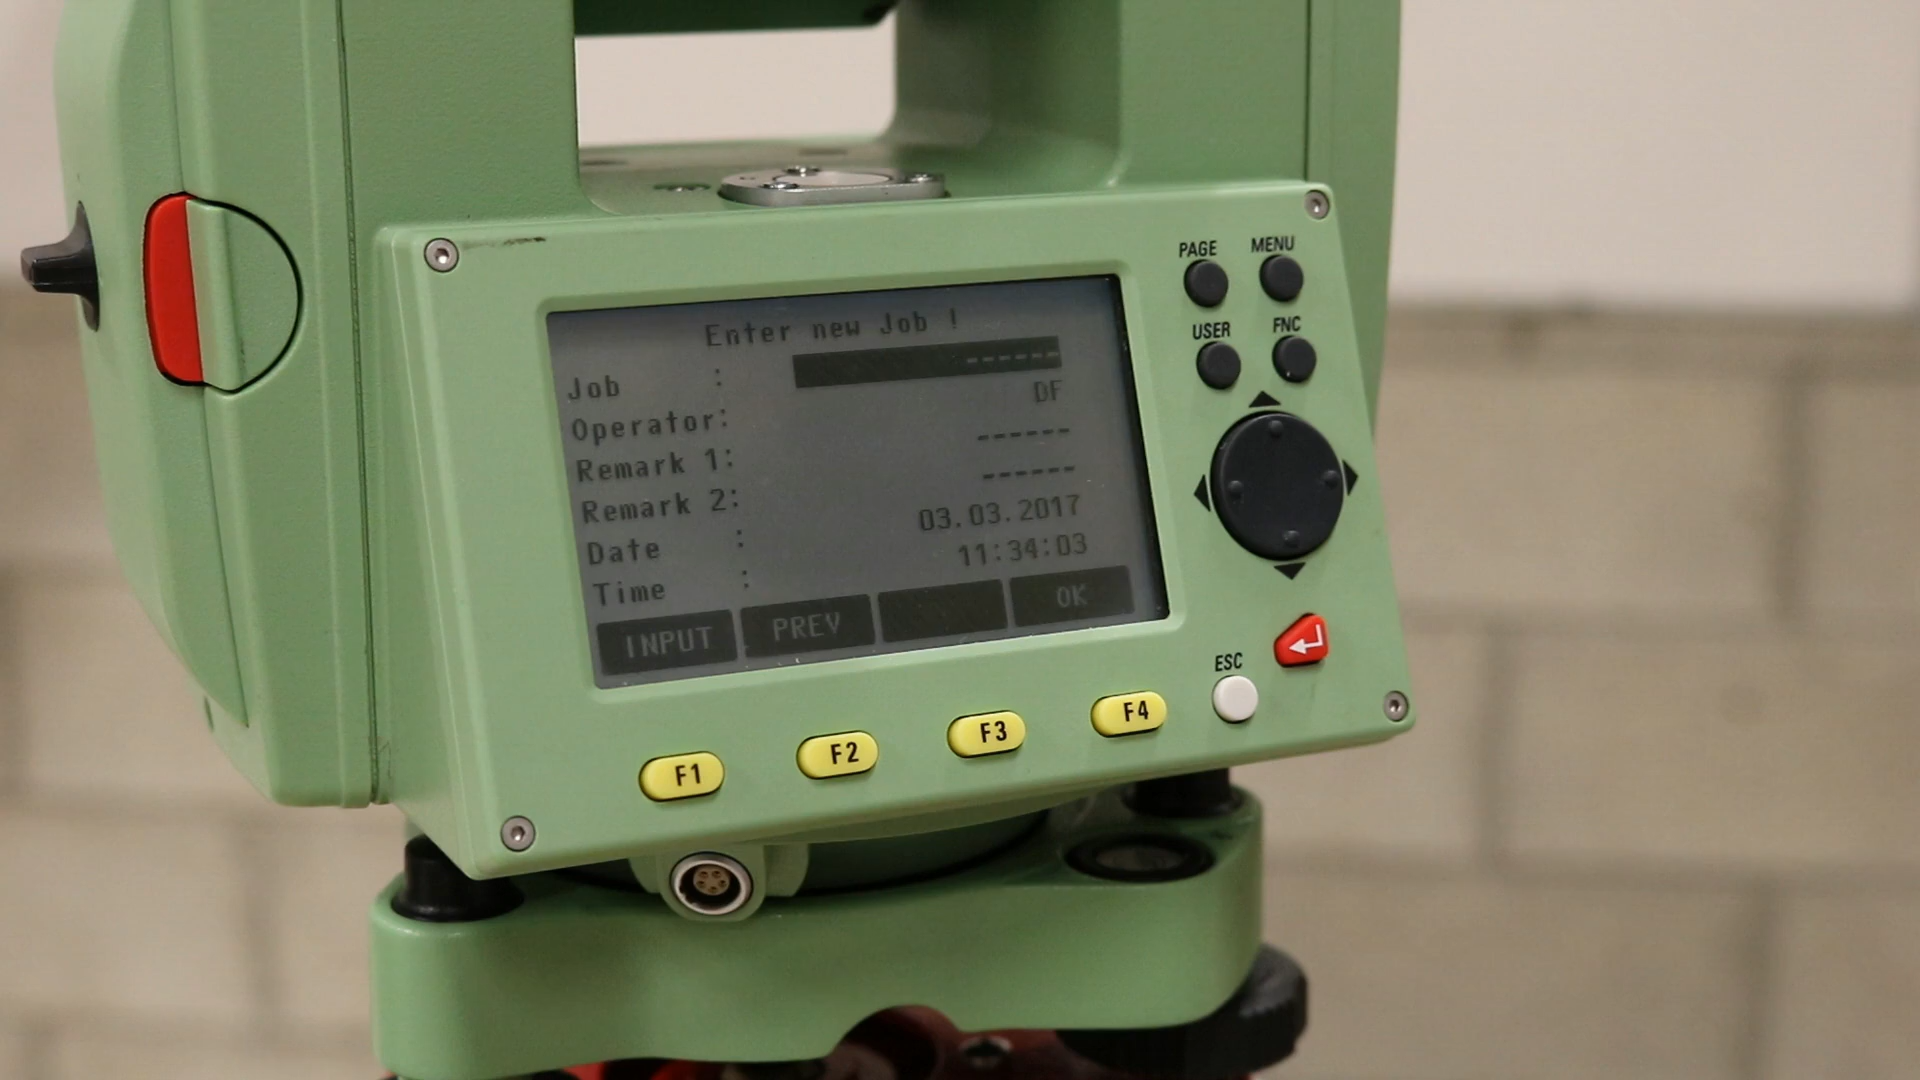 PAGE MENU
USER FNC
Enter new Job !
Job : ------
Operator: DF
Remark 1: ------
Remark 2: ------
Date : 03.03.2017
Time : 11:34:03
INPUT PREV OK
ESC
F1 F2 F3 F4